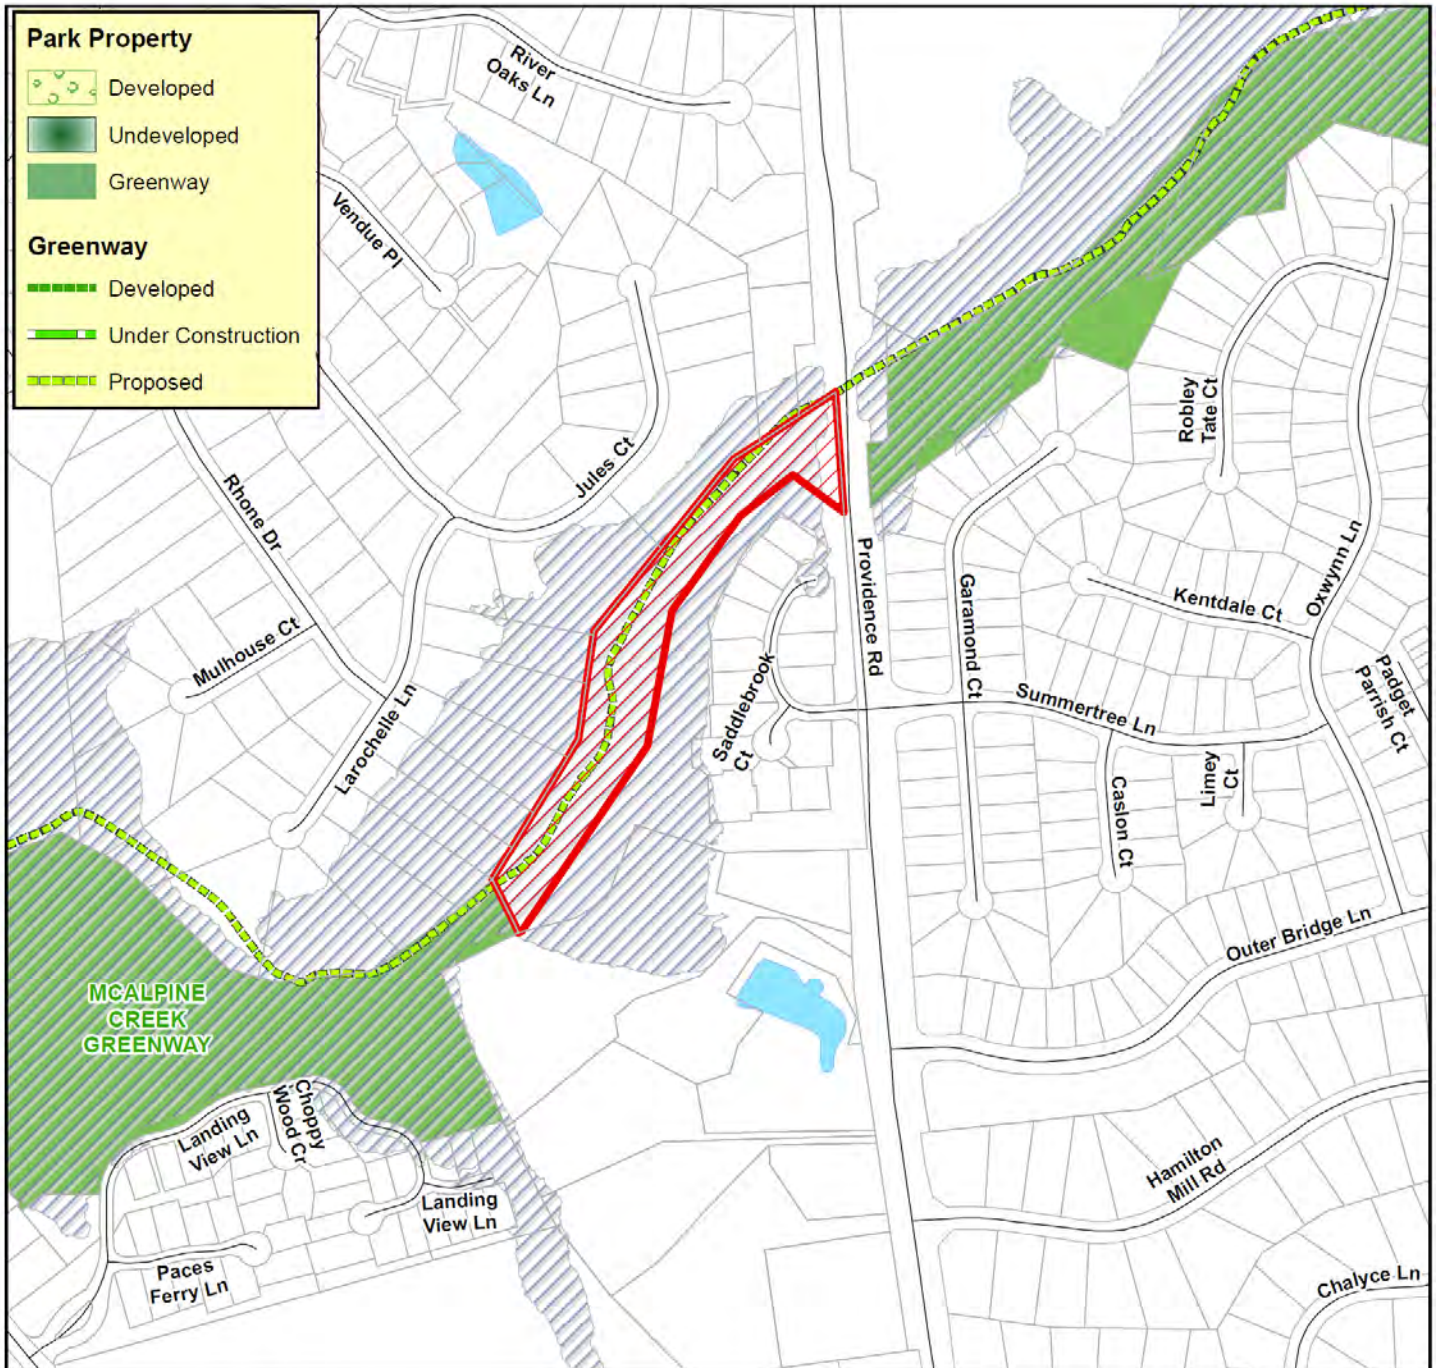 Park Property
Developed
Undeveloped
Greenway
Greenway
Developed
Under Construction
Proposed
River
Oaks Ln
Vendue Pl
Jules Ct
Rhone Dr
Mulhouse Ct
Larochelle Ln
Saddlebrook
Ct
Providence Rd
Garamond Ct
Robley
Tate Ct
Kentdale Ct
Oxwynn Ln
Padget
Parrish Ct
Summertree Ln
Limey
Ct
Caslon Ct
Outer Bridge Ln
Hamilton
Mill Rd
Chalyce Ln
MCALPINE
CREEK
GREENWAY
Landing
View Ln
Choppy
Wood Cr
Landing
View Ln
Paces
Ferry Ln